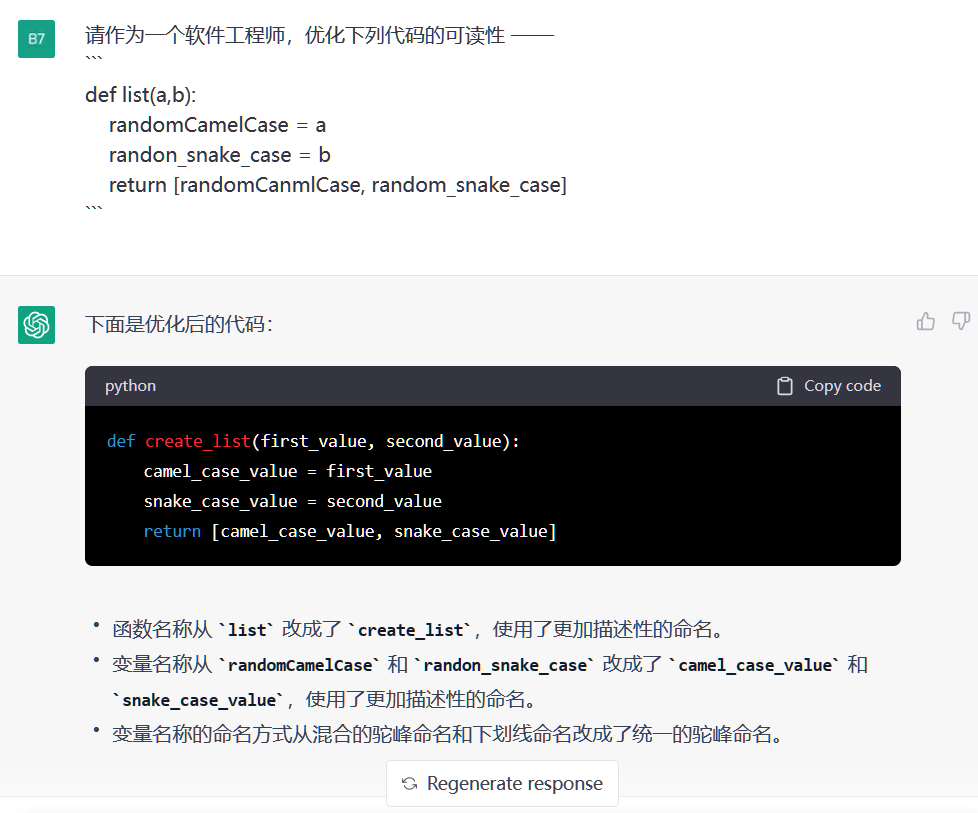 B7
请作为一个软件工程师，优化下列代码的可读性 ——
```
def list(a,b):
    randomCamelCase = a
    randon_snake_case = b
    return [randomCanmlCase, random_snake_case]
```
下面是优化后的代码：
python Copy code
def create_list(first_value, second_value):
    camel_case_value = first_value
    snake_case_value = second_value
    return [camel_case_value, snake_case_value]
• 函数名称从 `list` 改成了 `create_list`，使用了更加描述性的命名。
• 变量名称从 `randomCamelCase` 和 `randon_snake_case` 改成了 `camel_case_value` 和
`snake_case_value`，使用了更加描述性的命名。
• 变量名称的命名方式从混合的驼峰命名和下划线命名改成了统一的驼峰命名。
Regenerate response